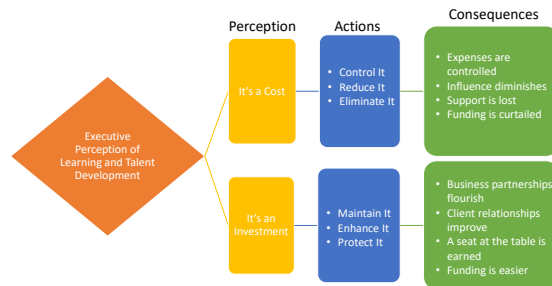 Perception
Actions
Consequences
Executive
Perception of
Learning and Talent
Development
It's a Cost
• Control It
• Reduce It
• Eliminate It
• Expenses are
controlled
• Influence diminishes
• Support is lost
• Funding is curtailed
It's an
Investment
• Maintain It
• Enhance It
• Protect It
• Business partnerships
flourish
• Client relationships
improve
• A seat at the table is
earned
• Funding is easier